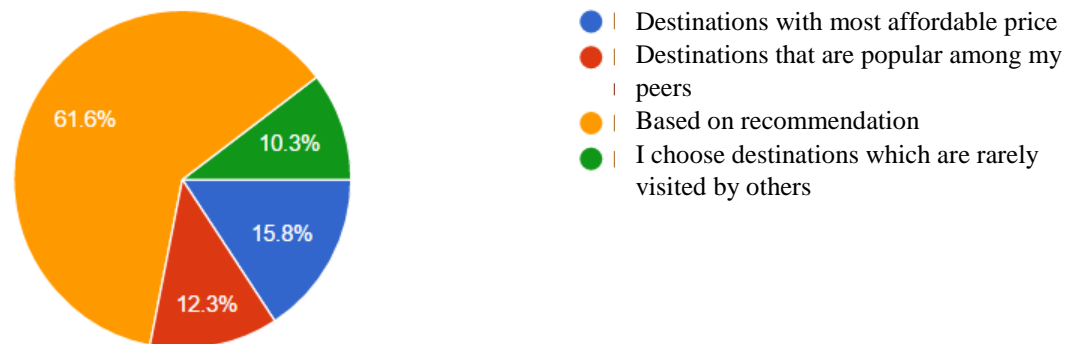 Destinations with most affordable price
Destinations that are popular among my
peers
Based on recommendation
I choose destinations which are rarely
visited by others
61.6%
10.3%
15.8%
12.3%